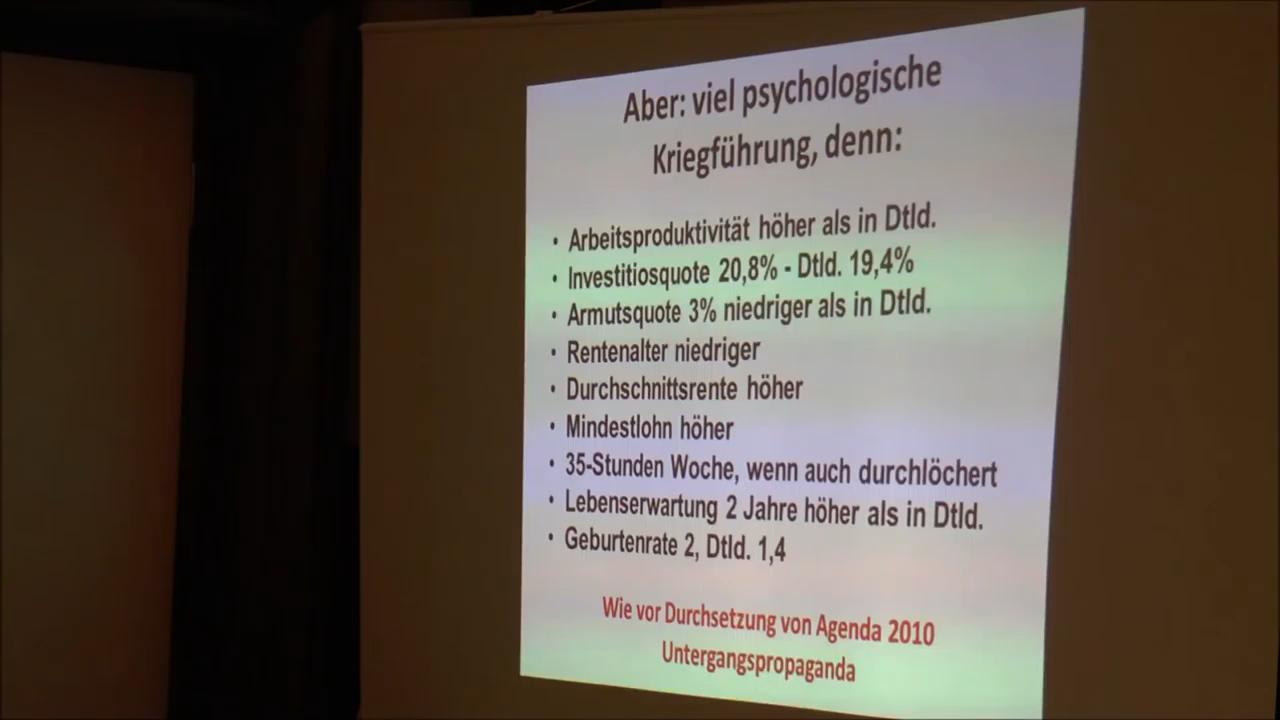 Aber: viel psychologische
Kriegführung, denn:
• Arbeitsproduktivität höher als in Dtld.
• Investitiosquote 20,8% - Dtld. 19,4%
• Armutsquote 3% niedriger als in Dtld.
• Rentenalter niedriger
• Durchschnittsrente höher
• Mindestlohn höher
• 35-Stunden Woche, wenn auch durchlöchert
• Lebenserwartung 2 Jahre höher als in Dtld.
• Geburtenrate 2, Dtld. 1,4
Wie vor Durchsetzung von Agenda 2010
Untergangspropaganda